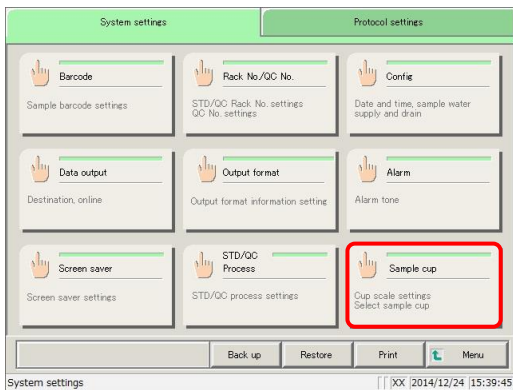 System settings
Protocol settings
Barcode
Sample barcode settings
Rack No./QC
No.
STD/QC Rack No. settings
QC No. settings
Config
Date and time, sample water
supply and drain
Data output
Destination, online
Output format
Output format information setting
Alarm
Alarm tone
Screen saver
Screen saver settings
STD/QC
Process
STD/QC process settings
Sample cup
Cup scale settings
Select sample cup
Back up
Restore
Print
Menu
System settings
XX 2014/12/24 15:39:45